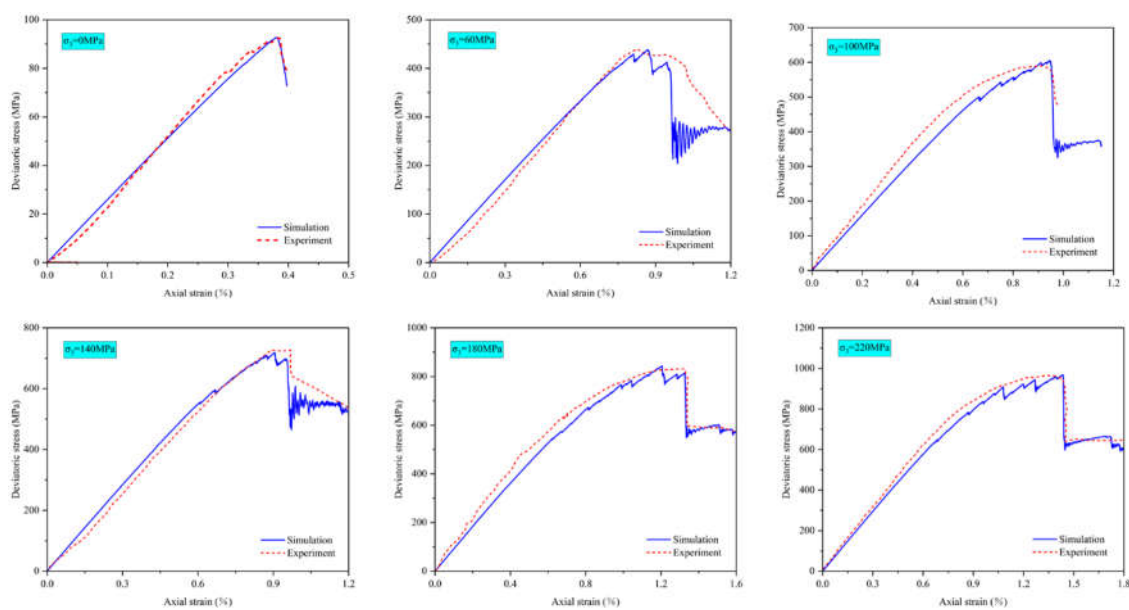 σ₃=0MPa
Deviatoric stress (MPa)
100
80
60
40
20
0
Simulation
Experiment
0.0 0.1 0.2 0.3 0.4 0.5
Axial strain (%)
σ₃=60MPa
Deviatoric stress (MPa)
500
400
300
200
100
0
Simulation
Experiment
0.0 0.3 0.6 0.9 1.2
Axial strain (%)
σ₃=100MPa
Deviatoric stress (MPa)
700
600
500
400
300
200
100
0
Simulation
Experiment
0.0 0.2 0.4 0.6 0.8 1.0 1.2
Axial strain (%)
σ₃=140MPa
Deviatoric stress (MPa)
800
600
400
200
0
Simulation
Experiment
0.0 0.3 0.6 0.9 1.2
Axial strain (%)
σ₃=180MPa
Deviatoric stress (MPa)
1000
800
600
400
200
0
Simulation
Experiment
0.0 0.4 0.8 1.2 1.6
Axial strain (%)
σ₃=220MPa
Deviatoric stress (MPa)
1200
1000
800
600
400
200
0
Simulation
Experiment
0.0 0.3 0.6 0.9 1.2 1.5 1.8
Axial strain (%)